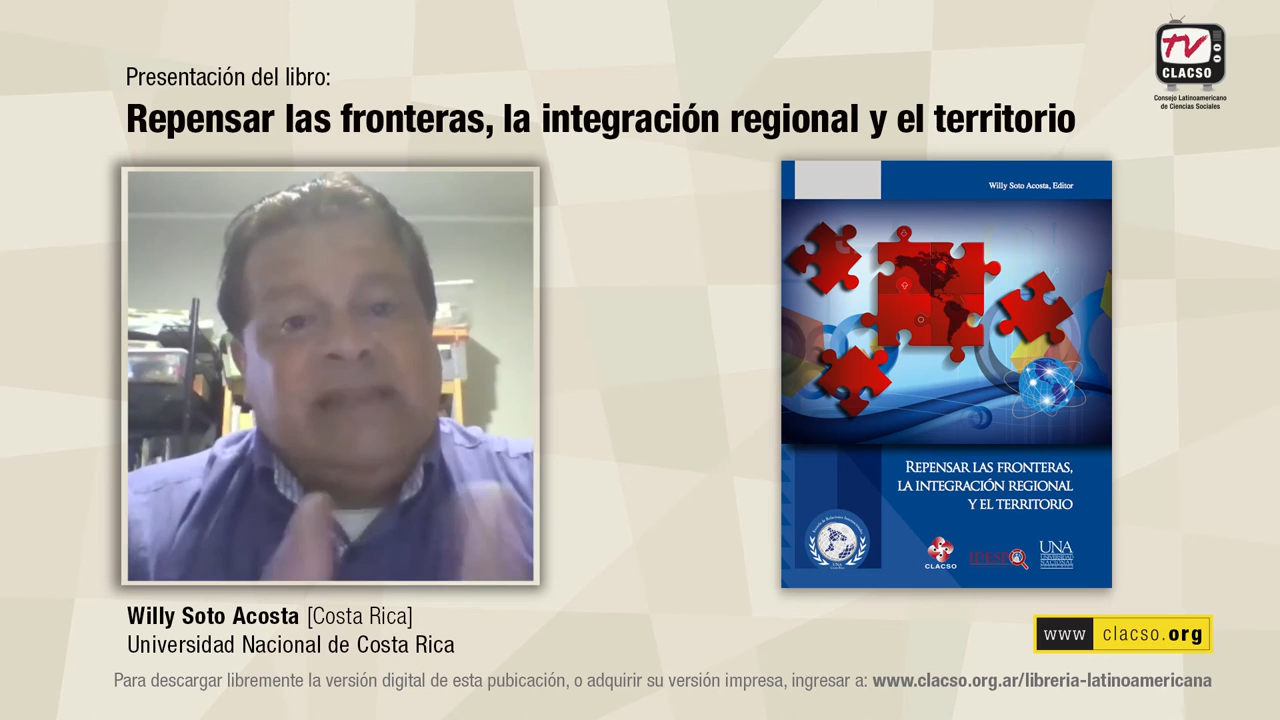 Presentación del libro:
Repensar las fronteras, la integración regional y el territorio
TV
CLACSO
Consejo Latinoamericano
de Ciencias Sociales
Willy Soto Acosta, Editor
REPENSAR LAS FRONTERAS,
LA INTEGRACIÓN REGIONAL
Y EL TERRITORIO
CLACSO
IDESPO
UNA
UNIVERSIDAD
NACIONAL
Willy Soto Acosta [Costa Rica]
Universidad Nacional de Costa Rica
www clacso.org
Para descargar libremente la versión digital de esta pubicación, o adquirir su versión impresa, ingresar a: www.clacso.org.ar/libreria-latinoamericana